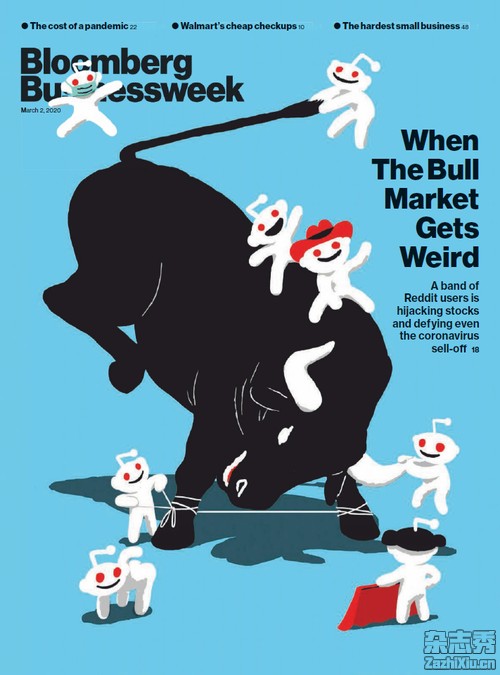 The cost of a pandemic 22
Walmart's cheap checkups 10
The hardest small business 48
Bloomberg
Businessweek
March 2, 2020
When
The Bull
Market
Gets
Weird
A band of
Reddit users is
hijacking stocks
and defying even
the coronavirus
sell-off 18
杂志秀
ZazhiXiu.cn